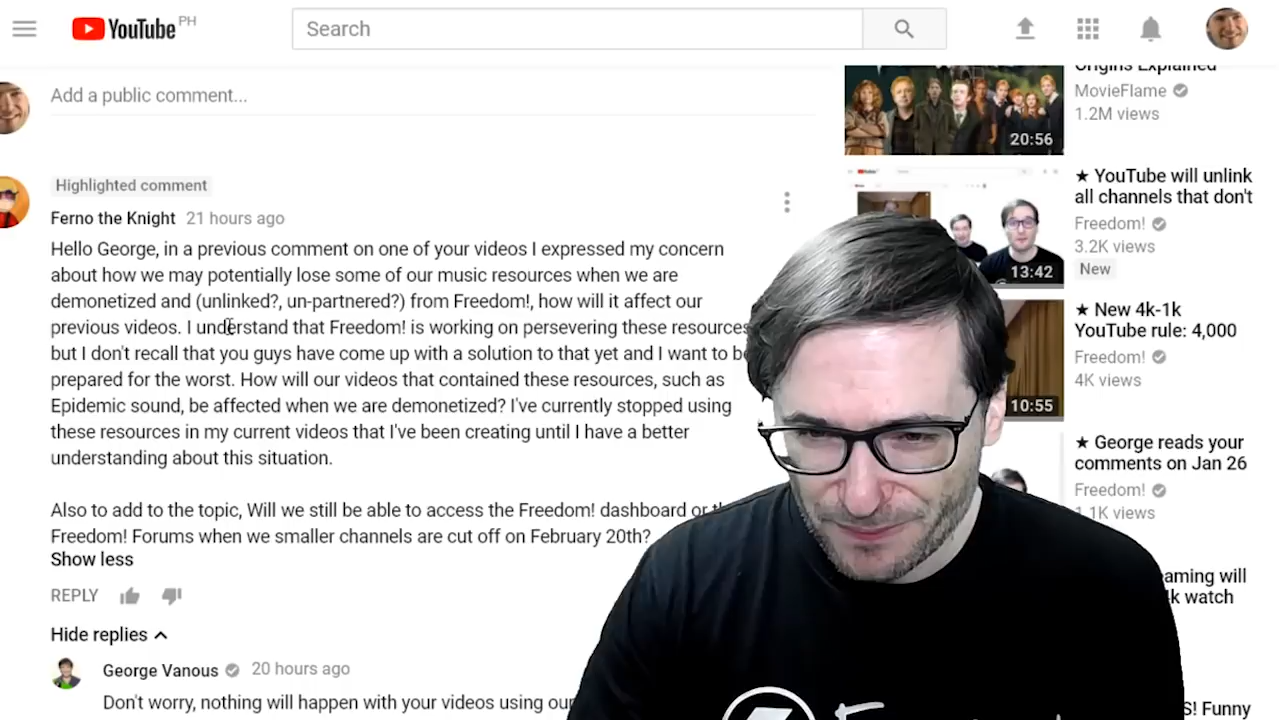 YouTube PH
Search
Add a public comment...
Highlighted comment
Ferno the Knight 21 hours ago
Hello George, in a previous comment on one of your videos I expressed my concern
about how we may potentially lose some of our music resources when we are
demonetized and (unlinked?, un-partnered?) from Freedom!, how will it affect our
previous videos. I understand that Freedom! is working on persevering these resources
but I don't recall that you guys have come up with a solution to that yet and I want to be
prepared for the worst. How will our videos that contained these resources, such as
Epidemic sound, be affected when we are demonetized? I've currently stopped using
these resources in my current videos that I've been creating until I have a better
understanding about this situation.
Also to add to the topic, Will we still be able to access the Freedom! dashboard or
Freedom! Forums when we smaller channels are cut off on February 20th?
Show less
REPLY
Hide replies
George Vanous 20 hours ago
Don't worry, nothing will happen with your videos using our
Origins Explained
MovieFlame
1.2M views
20:56
★ YouTube will unlink
all channels that don't
Freedom!
3.2K views
New
13:42
★ New 4k-1k
YouTube rule: 4,000
Freedom!
4K views
10:55
★ George reads your
comments on Jan 26
Freedom!
1.1K views
eaming will
k watch
S! Funny